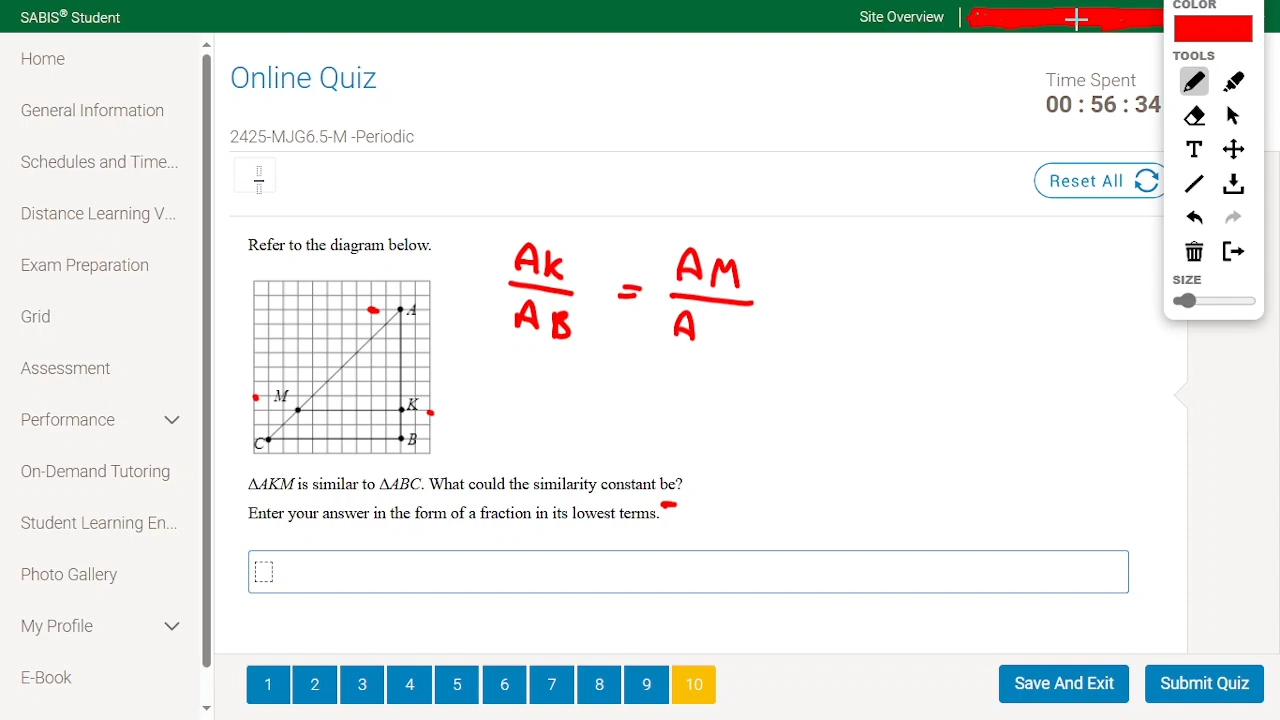 SABIS® Student
Site Overview
COLOR
TOOLS
SIZE
Home
General Information
Schedules and Time...
Distance Learning V...
Exam Preparation
Grid
Assessment
Performance
On-Demand Tutoring
Student Learning En...
Photo Gallery
My Profile
E-Book
Online Quiz
Time Spent
00 : 56 : 34
2425-MJG6.5-M -Periodic
Reset All
Refer to the diagram below.
AK = AM
AB A
A
M
K
C
B
ΔAKM is similar to ΔABC. What could the similarity constant be?
Enter your answer in the form of a fraction in its lowest terms.
1 2 3 4 5 6 7 8 9 10
Save And Exit
Submit Quiz